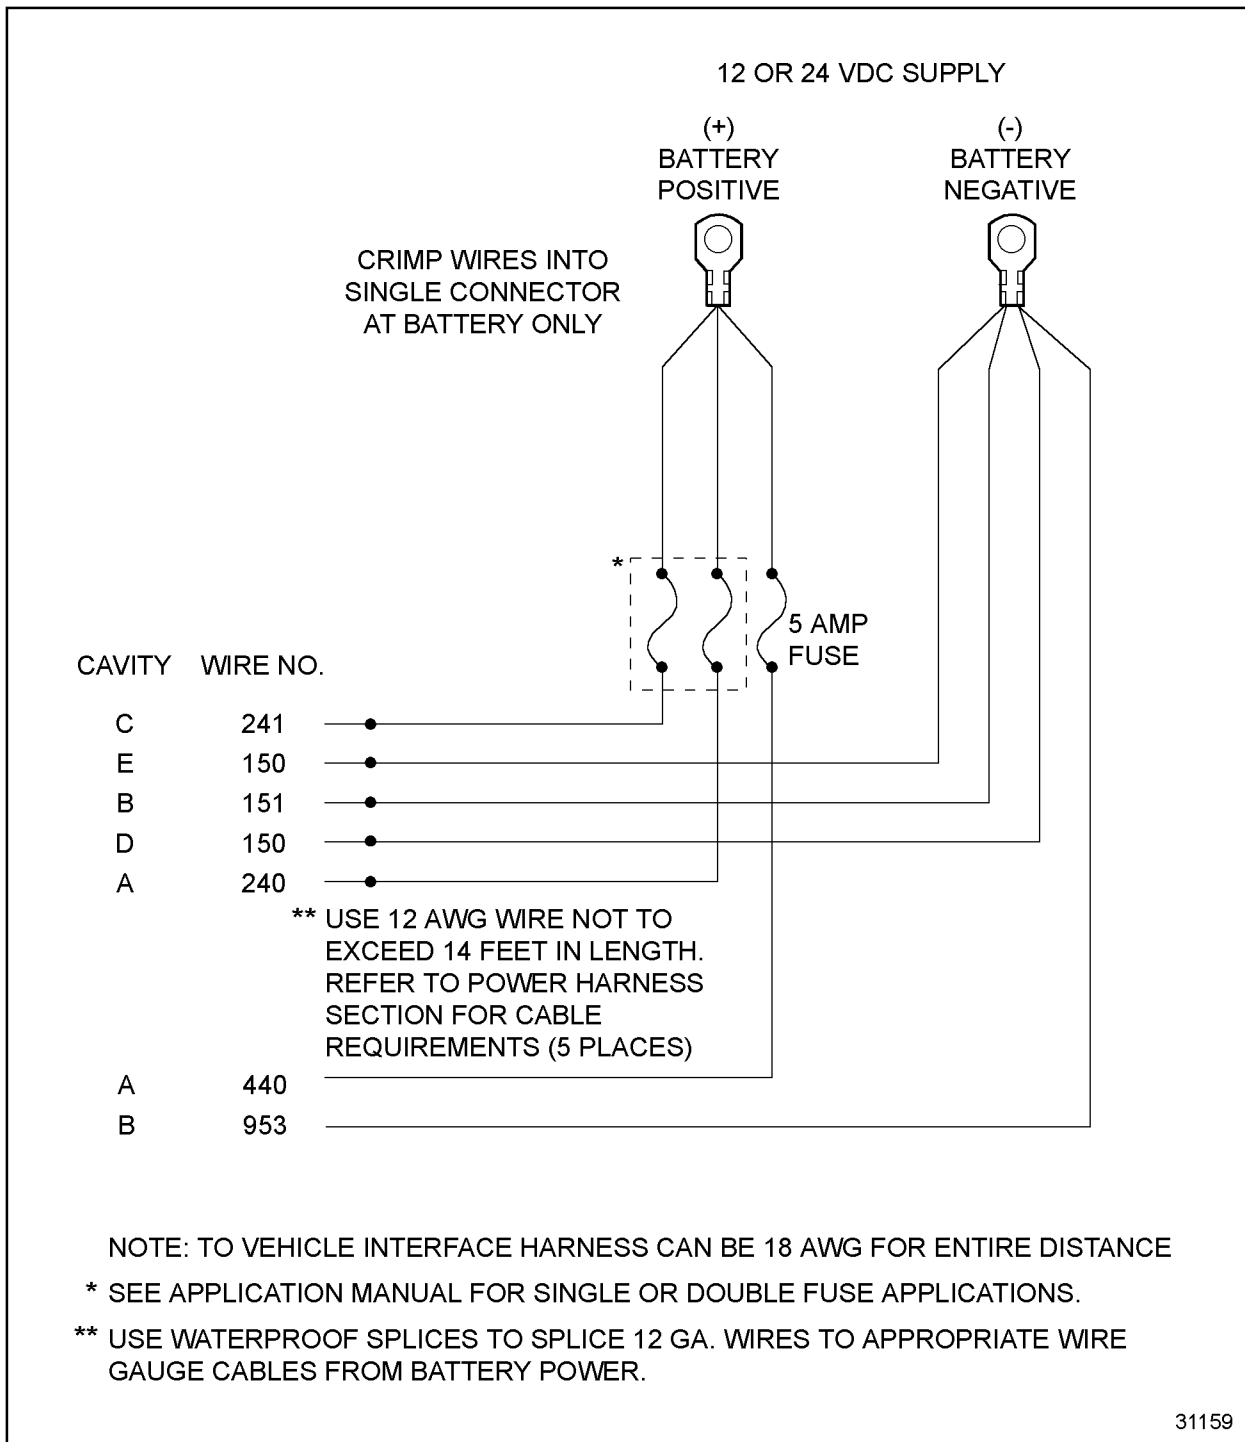 12 OR 24 VDC SUPPLY
(+)
BATTERY
POSITIVE
(-)
BATTERY
NEGATIVE
CRIMP WIRES INTO
SINGLE CONNECTOR
AT BATTERY ONLY
*
5 AMP
FUSE
CAVITY WIRE NO.
C 241
E 150
B 151
D 150
A 240
** USE 12 AWG WIRE NOT TO
EXCEED 14 FEET IN LENGTH.
REFER TO POWER HARNESS
SECTION FOR CABLE
REQUIREMENTS (5 PLACES)
A 440
B 953
NOTE: TO VEHICLE INTERFACE HARNESS CAN BE 18 AWG FOR ENTIRE DISTANCE
* SEE APPLICATION MANUAL FOR SINGLE OR DOUBLE FUSE APPLICATIONS.
** USE WATERPROOF SPLICES TO SPLICE 12 GA. WIRES TO APPROPRIATE WIRE
GAUGE CABLES FROM BATTERY POWER.
31159